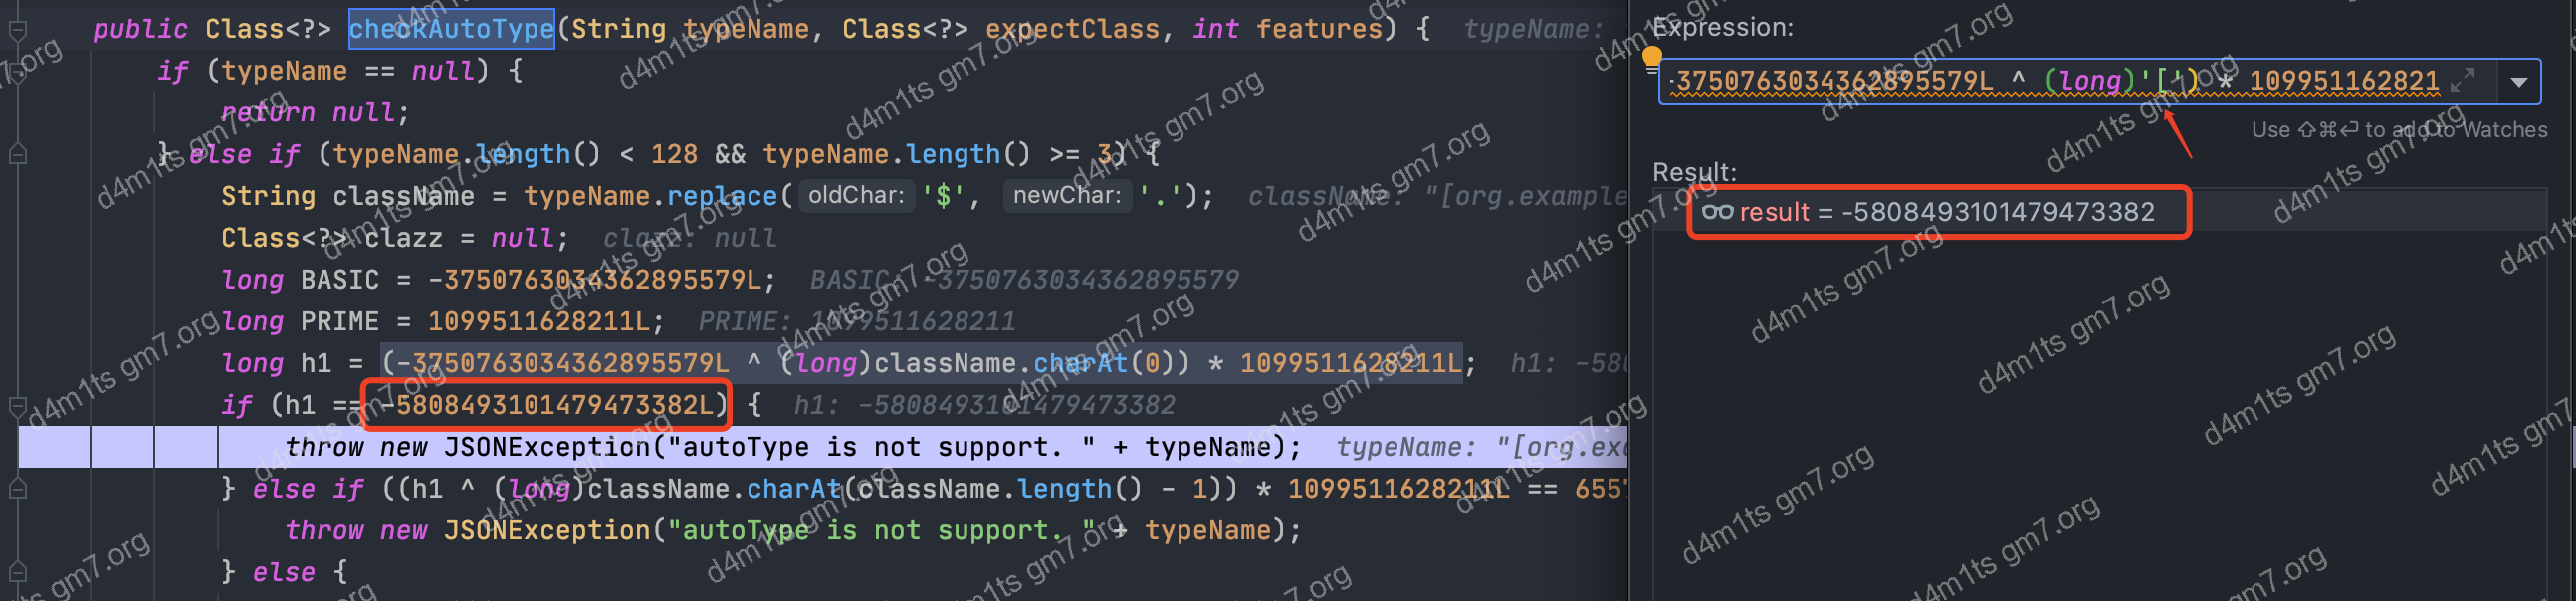 public Class<?> checkAutoType(String typeName, Class<?> expectClass, int features) {  typeName:
if (typeName == null) {
return null;
} else if (typeName.length() < 128 && typeName.length() >= 3) {
String className = typeName.replace( oldChar: '$', newChar: '.');  className: "[org.example
Class<?> clazz = null;  clazz: null
long BASIC = -3750763034362895579L;  BASIC: -3750763034362895579
long PRIME = 1099511628211L;  PRIME: 1099511628211
long h1 = (-3750763034362895579L ^ (long)className.charAt(0)) * 1099511628211L;  h1: -580
if (h1 == -5808493101479473382L) {  h1: -5808493101479473382
throw new JSONException("autoType is not support. " + typeName);  typeName: "[org.exa
} else if ((h1 ^ (long)className.charAt(className.length() - 1)) * 1099511628211L == 655
throw new JSONException("autoType is not support. " + typeName);
} else {
Expression:
-3750763034362895579L ^ (long)'[') * 109951162821
Use ⇧⌘↩ to add to Watches
Result:
result = -5808493101479473382
d4m1ts gm7.org